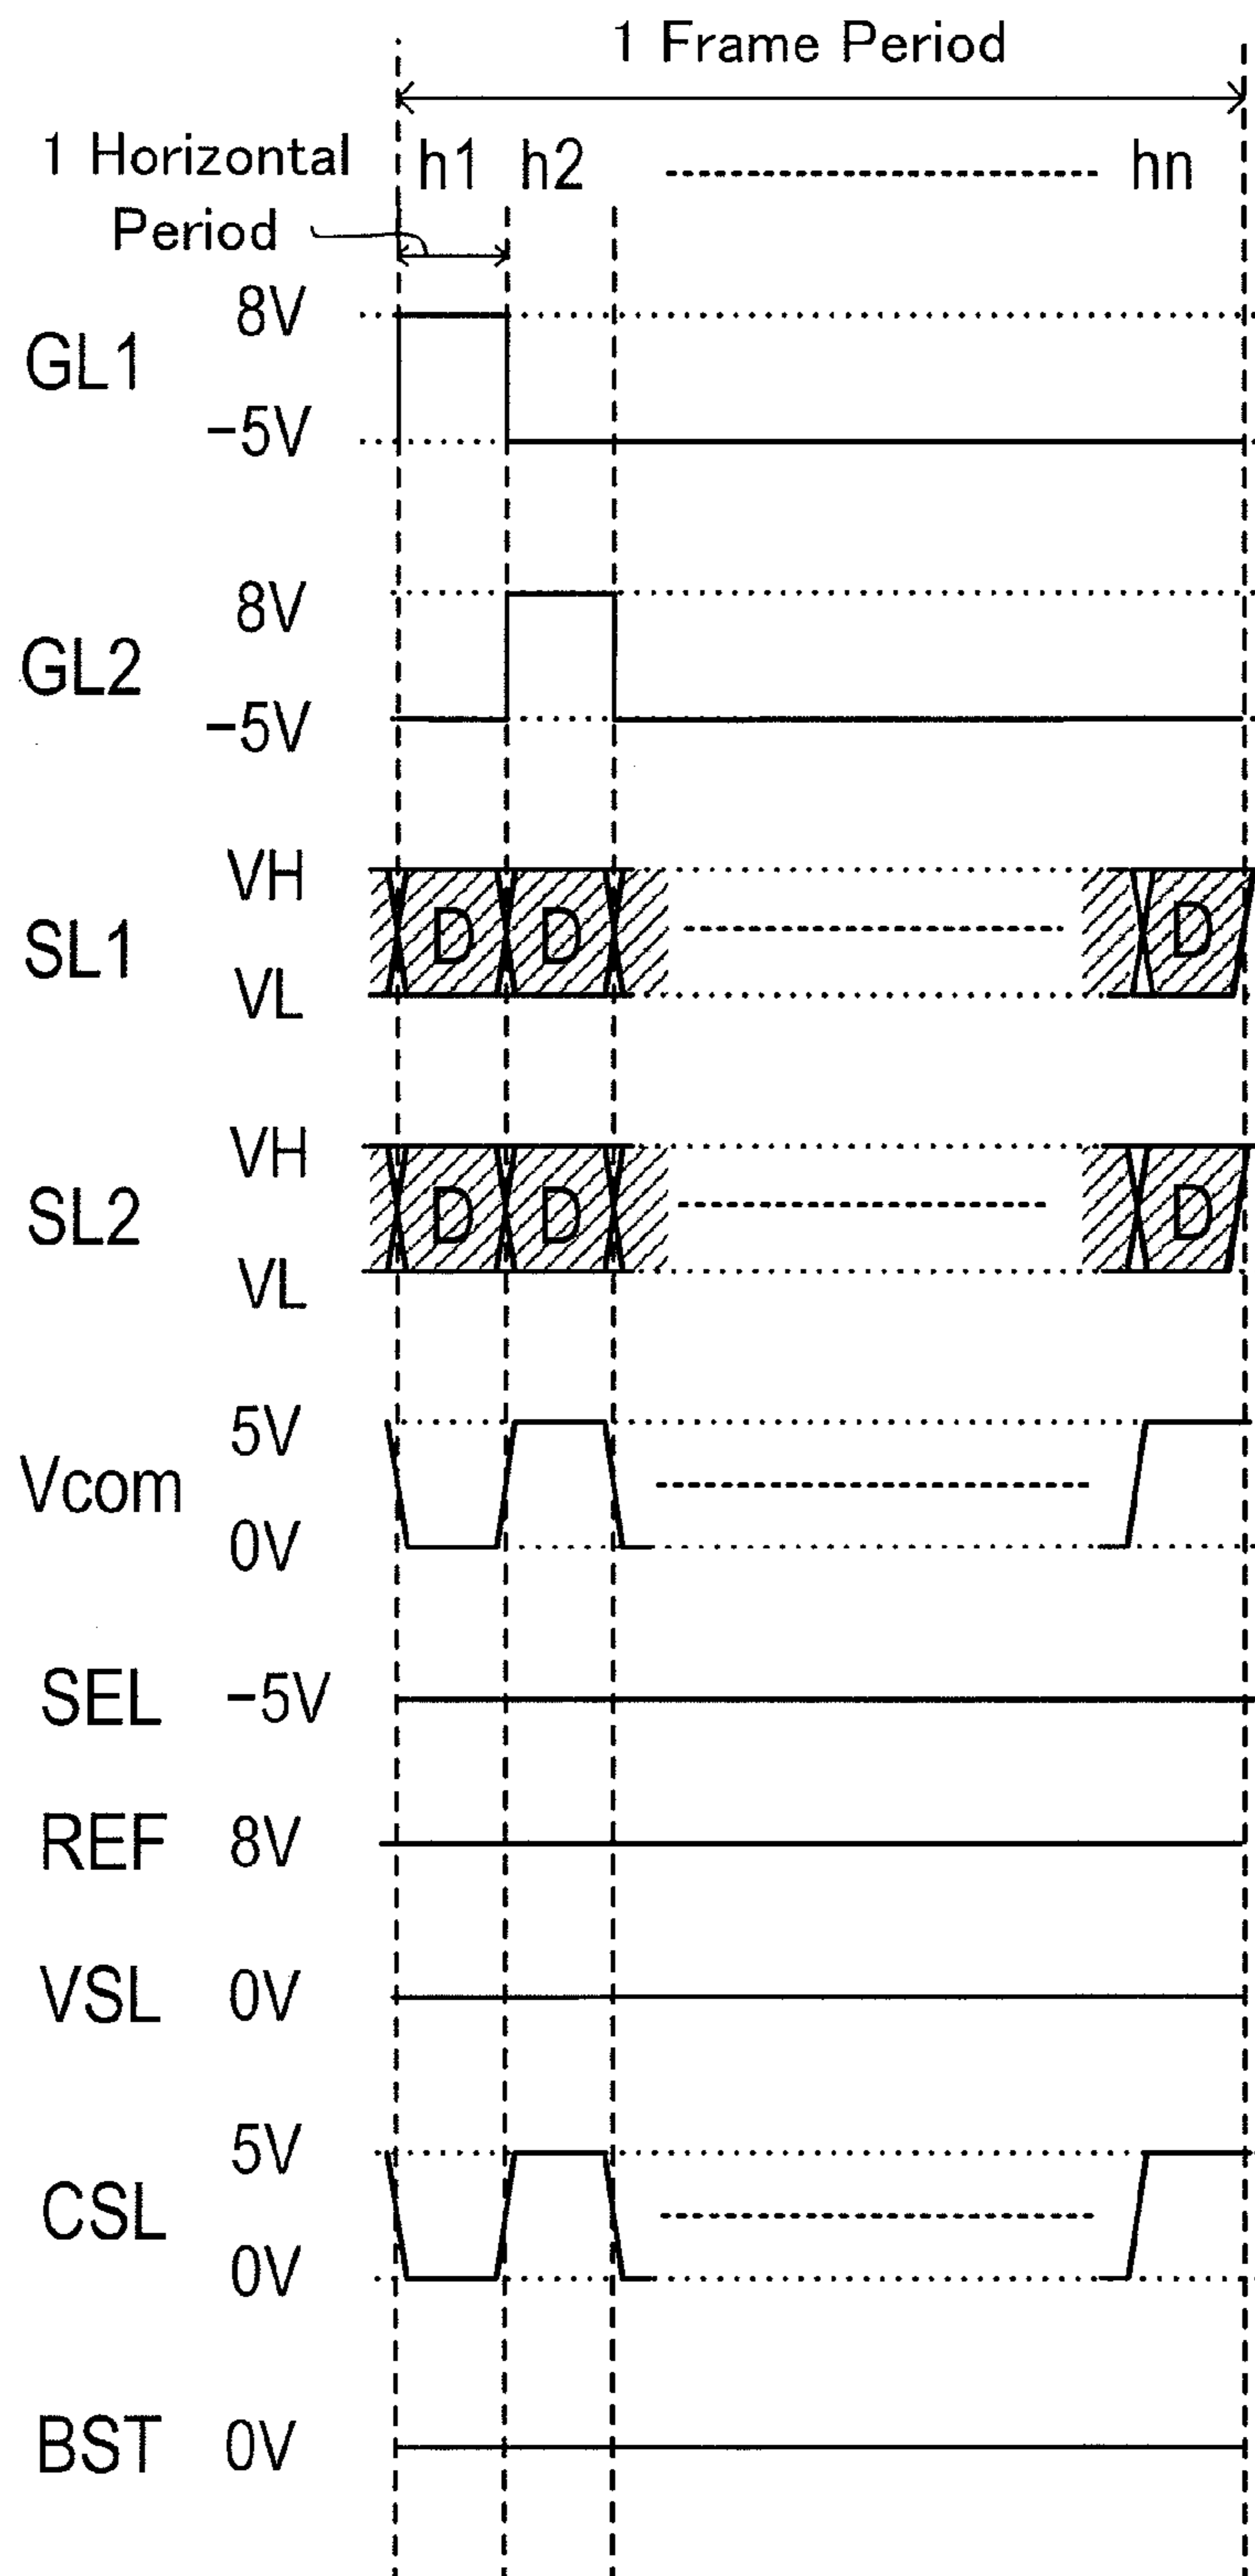 1 Frame Period
1 Horizontal h1 h2 hn
Period
8V
GL1
−5V
8V
GL2
−5V
VH
SL1 D D D
VL
VH
SL2 D D D
VL
5V
Vcom
0V
SEL −5V
REF 8V
VSL 0V
5V
CSL
0V
BST 0V